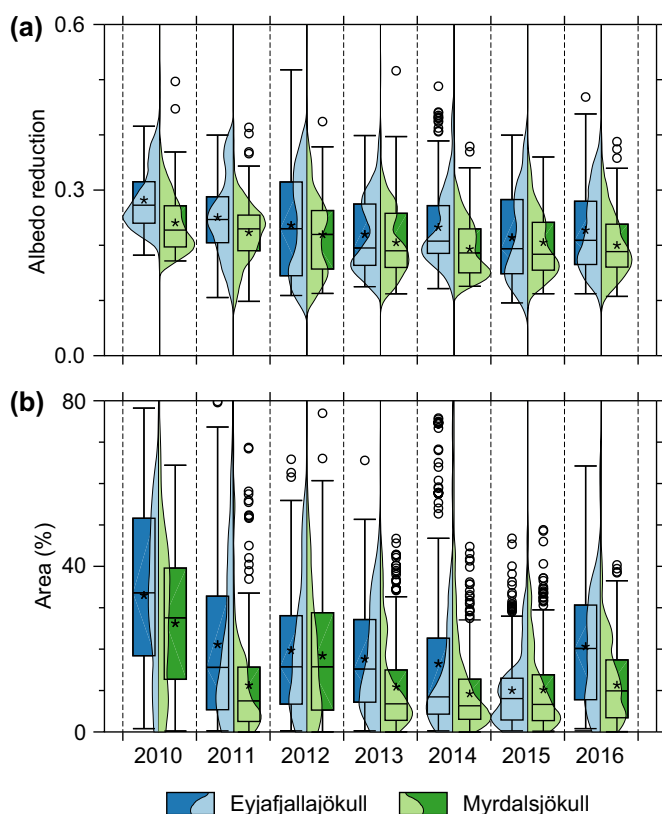 (a)
0.6
0.3
0.0
Albedo reduction
(b)
80
40
0
Area (%)
2010 2011 2012 2013 2014 2015 2016
Eyjafjallajökull Myrdalsjökull